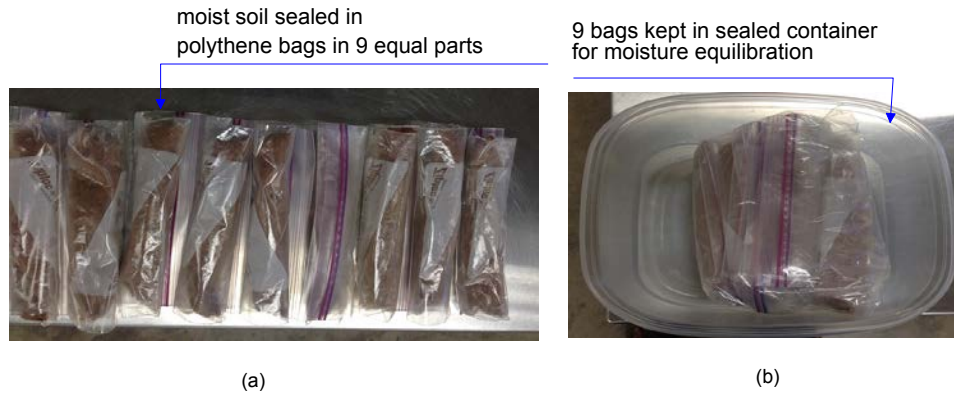 moist soil sealed in
polythene bags in 9 equal parts
9 bags kept in sealed container
for moisture equilibration
(a)
(b)